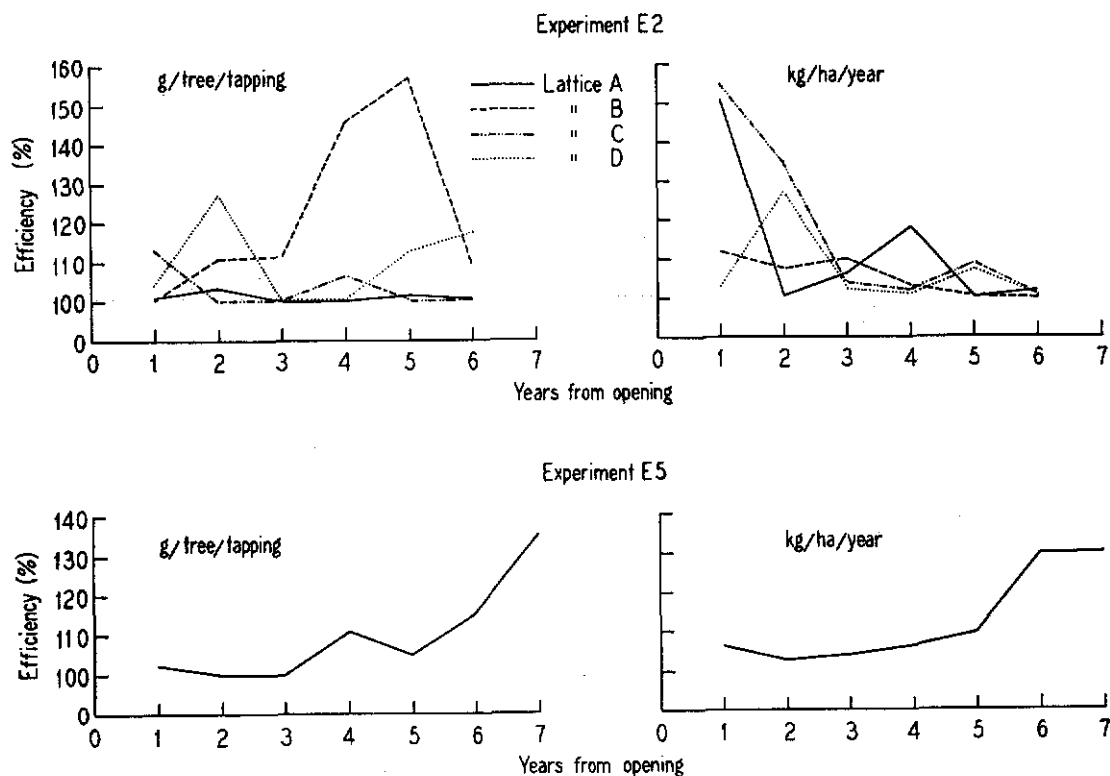 Experiment E2
g/tree/tapping
kg/ha/year
Lattice A
" B
" C
" D
Efficiency (%)
160
150
140
130
120
110
100
0
0 1 2 3 4 5 6 7
0 1 2 3 4 5 6 7
Years from opening
Experiment E5
g/tree/tapping
kg/ha/year
Efficiency (%)
140
130
120
110
100
0
0 1 2 3 4 5 6 7
0 1 2 3 4 5 6 7
Years from opening